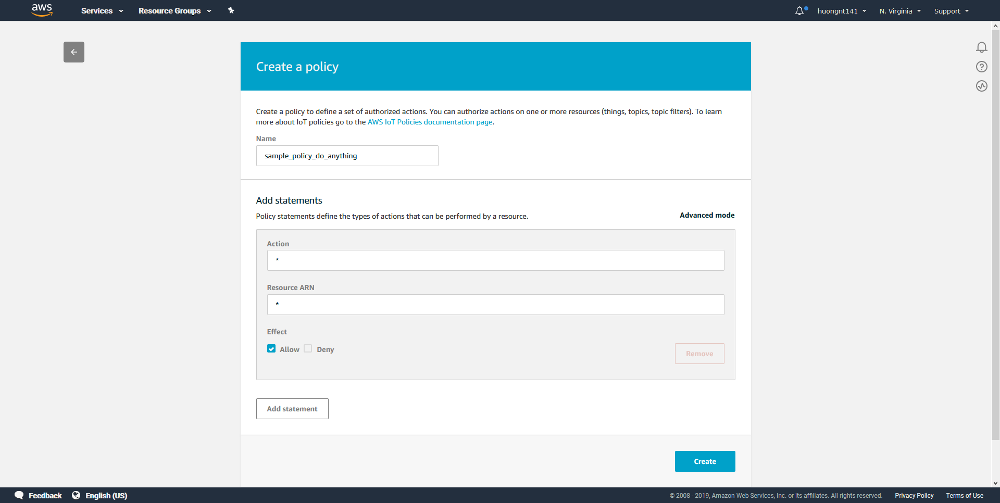 aws Services Resource Groups huongnt141 N. Virginia Support
Create a policy
Create a policy to define a set of authorized actions. You can authorize actions on one or more resources (things, topics, topic filters). To learn
more about IoT policies go to the AWS IoT Policies documentation page.
Name
sample_policy_do_anything
Add statements
Policy statements define the types of actions that can be performed by a resource.
Advanced mode
Action
*
Resource ARN
*
Effect
Allow Deny
Remove
Add statement
Create
Feedback English (US) © 2008 - 2019, Amazon Web Services, Inc. or its affiliates. All rights reserved. Privacy Policy Terms of Use